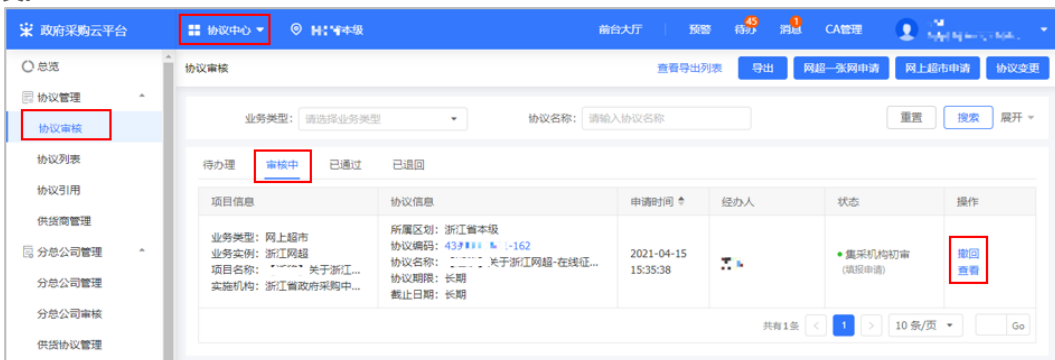 政府采购云平台
协议中心
本级
前台大厅
预警
待办
45
消息
1
CA管理
总览
协议管理
协议审核
协议列表
协议引用
供货商管理
分总公司管理
分总公司管理
分总公司审核
供货协议管理
协议审核
查看导出列表
导出
网超一张网申请
网上超市申请
协议变更
业务类型: 请选择业务类型
协议名称: 请输入协议名称
重置
搜索
展开
待办理
审核中
已通过
已退回
项目信息
协议信息
申请时间
经办人
状态
操作
业务类型: 网上超市
业务实例: 浙江网超
项目名称: 关于浙江...
实施机构: 浙江省政府采购中...
所属区划: 浙江省本级
协议编码: -162
协议名称: 关于浙江网超-在线征...
协议期限: 长期
截止日期: 长期
2021-04-15
15:35:38
集采机构初审
(填报申请)
撤回
查看
共有1条
1
10 条/页
Go